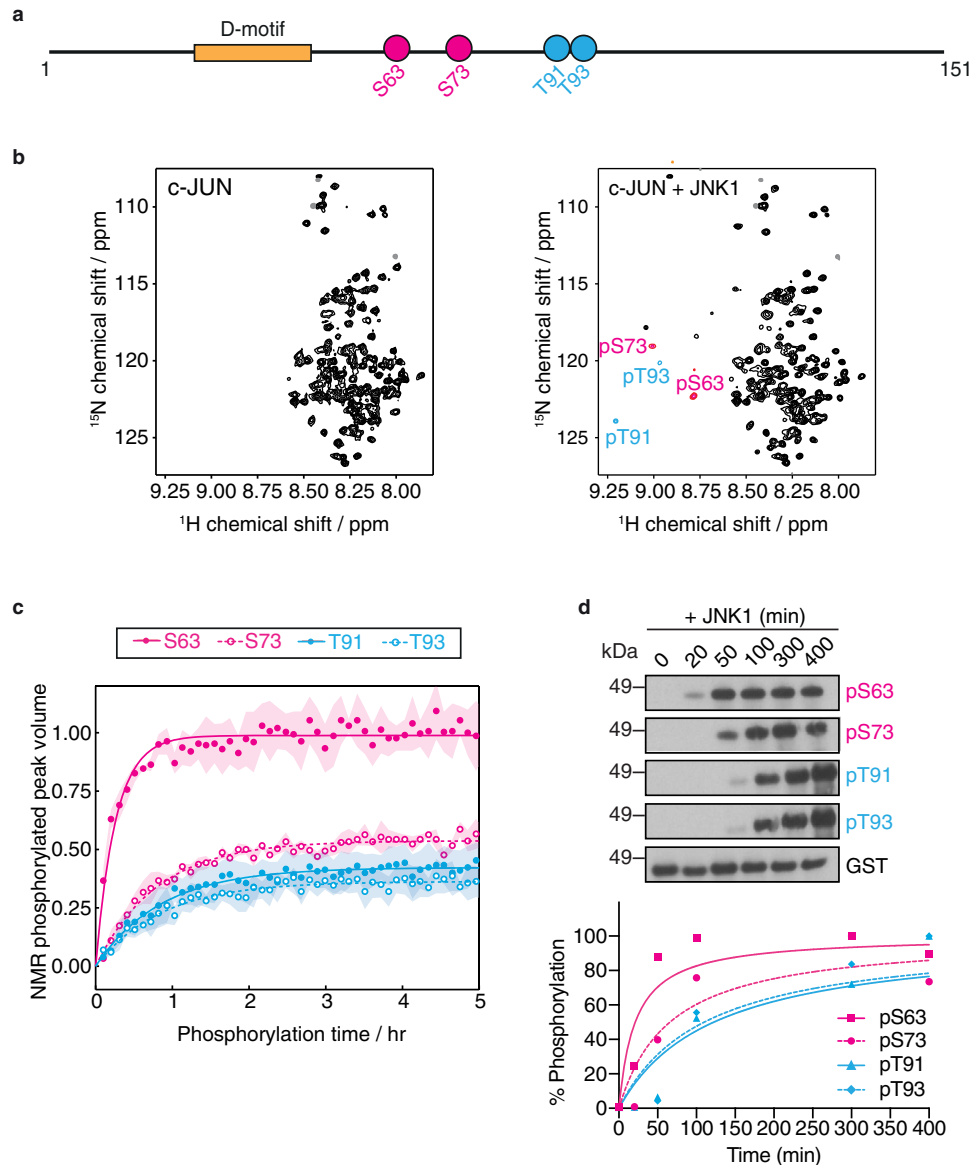 a
D-motif
1
S63
S73
T91
T93
151
b
c-JUN
110
115
120
125
15N chemical shift / ppm
9.25 9.00 8.75 8.50 8.25 8.00
1H chemical shift / ppm
c-JUN + JNK1
110
115
120
125
15N chemical shift / ppm
pS73
pT93
pS63
pT91
9.25 9.00 8.75 8.50 8.25 8.00
1H chemical shift / ppm
c
S63 S73 T91 T93
NMR phosphorylated peak volume
1.00
0.75
0.50
0.25
0.00
0 1 2 3 4 5
Phosphorylation time / hr
d
+ JNK1 (min)
kDa
0 20 50 100 300 400
49 pS63
49 pS73
49 pT91
49 pT93
49 GST
% Phosphorylation
100
80
60
40
20
0
pS63
pS73
pT91
pT93
0 50 100 150 200 250 300 350 400
Time (min)